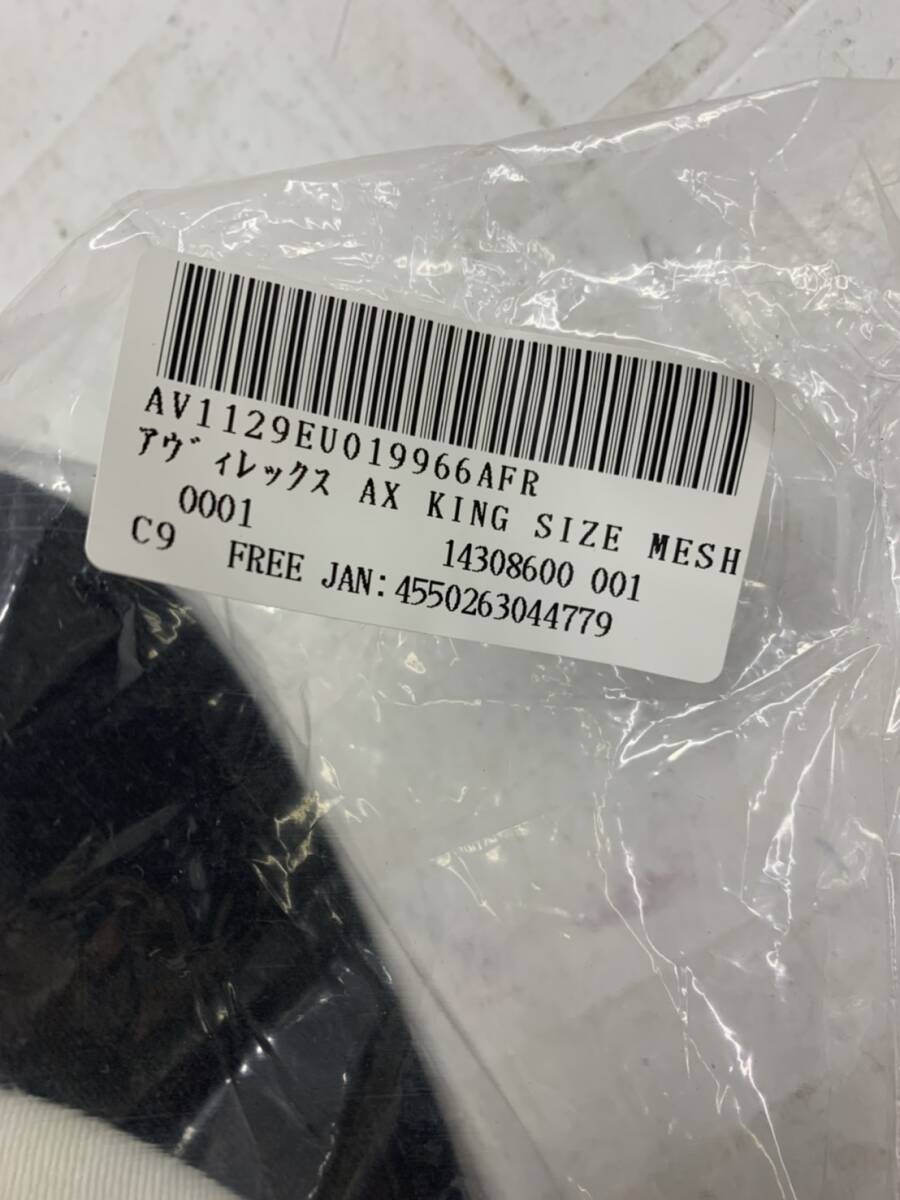 AV1129EU019966AFR
アヴィレックス AX KING SIZE MESH
0001 14308600 001
C9 FREE JAN:4550263044779